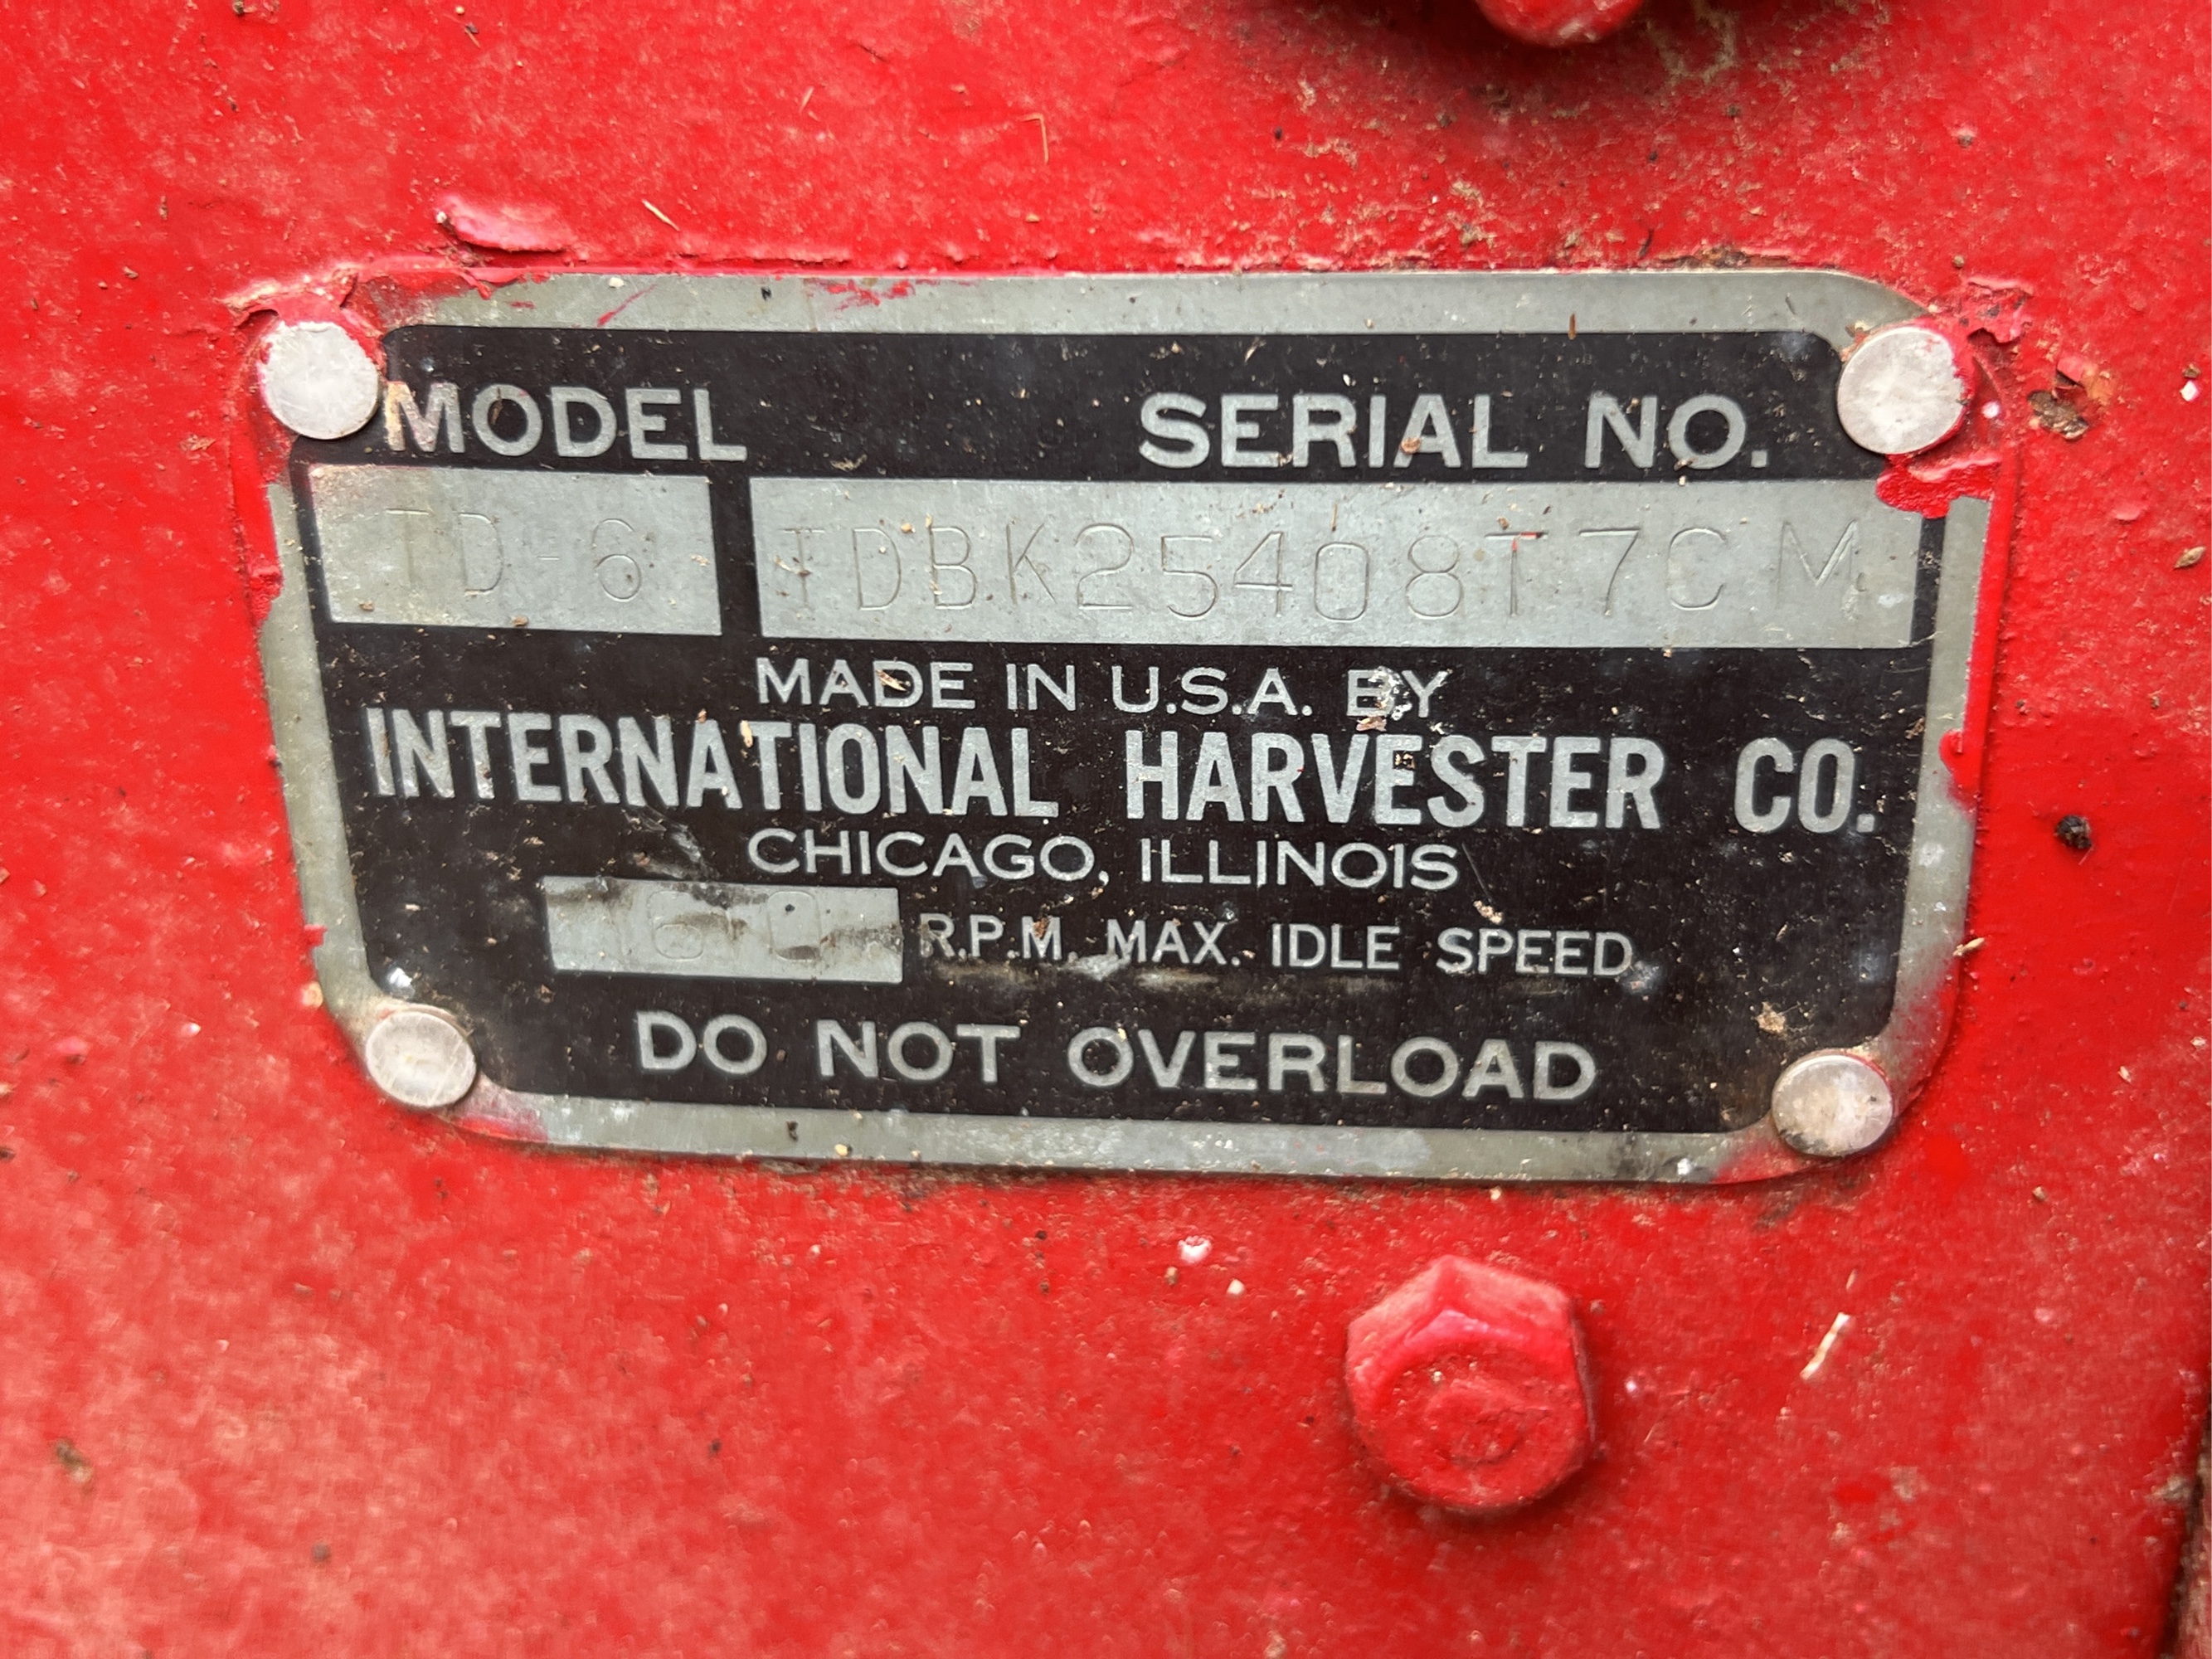 MODEL SERIAL NO.
TD-6 TDBK25408T7CM
MADE IN U.S.A. BY
INTERNATIONAL HARVESTER CO.
CHICAGO, ILLINOIS
R.P.M. MAX. IDLE SPEED
DO NOT OVERLOAD